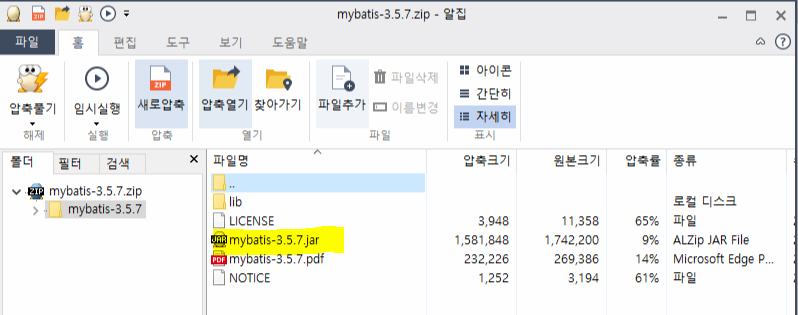 mybatis-3.5.7.zip - 알집
파일 홈 편집 도구 보기 도움말
압축풀기 임시실행 ZIP 새로압축 압축열기 찾아가기 파일추가 파일삭제 이름변경 아이콘 간단히 자세히
해제 실행 압축 열기 파일 표시
폴더 필터 검색
ZIP mybatis-3.5.7.zip
mybatis-3.5.7
파일명 압축크기 원본크기 압축률 종류
..
lib 로컬 디스크
LICENSE 3,948 11,358 65% 파일
JAR mybatis-3.5.7.jar 1,581,848 1,742,200 9% ALZip JAR File
PDF mybatis-3.5.7.pdf 232,226 269,386 14% Microsoft Edge P...
NOTICE 1,252 3,194 61% 파일